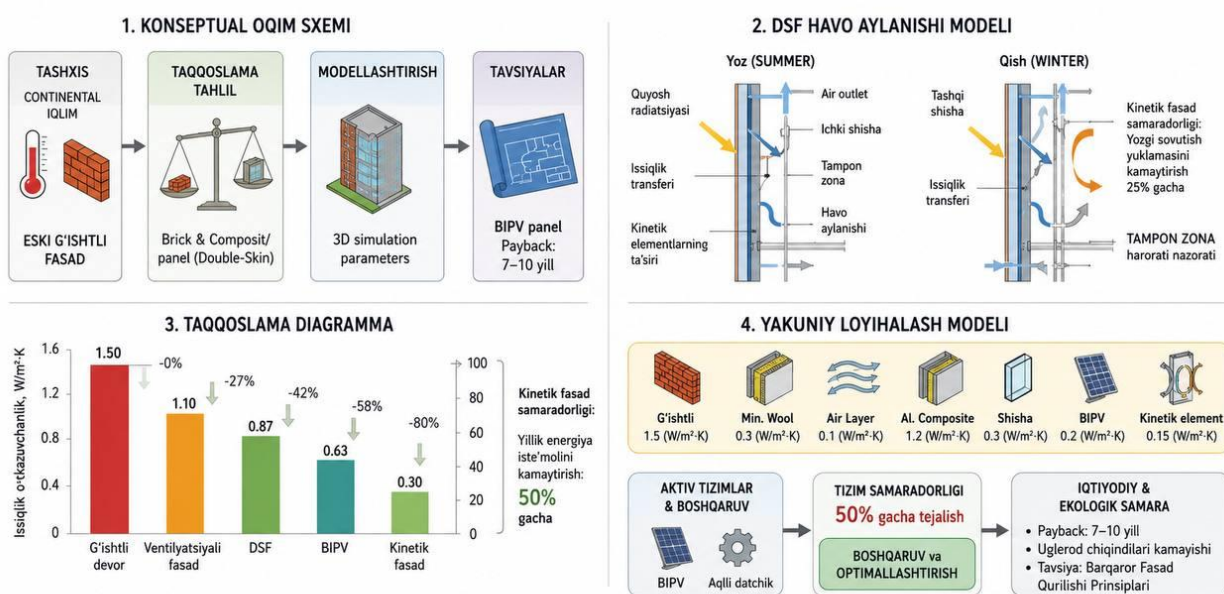 1. KONSEPTUAL OQIM SXEMI
TASHXIS
CONTINENTAL
IQLIM
ESKI G'ISHTLI
FASAD
TAQQOSLAMA
TAHLIL
Brick & Composit/
panel (Double-Skin)
MODELLASHTIRISH
3D simulation
parameters
TAVSIYALAR
BIPV panel
Payback:
7–10 yill
2. DSF HAVO AYLANISHI MODELI
Yoz (SUMMER)
Quyosh
radiatsiyasi
Issiqlik
transferi
Kinetik
elementlarning
ta'siri
Air outlet
Ichki shisha
Tampon
zona
Havo
aylanishi
Qish (WINTER)
Tashqi
shisha
Issiqlik
transferi
Kinetik fasad
samaradorligi:
Yozgi sovutish
yuklamasini
kamaytirish
25% gacha
TAMPON ZONA
harorati nazorati
3. TAQQOSLAMA DIAGRAMMA
Issiqlik o'tkazuvchanlik, W/m²·K
1.6
1.2
0.8
0.4
0
1.50
-0%
1.10
-27%
0.87
-42%
0.63
-58%
0.30
-80%
100
80
60
40
20
0
G'ishtli
devor
Ventilyatsiyali
fasad
DSF
BIPV
Kinetik
fasad
Kinetik fasad
samaradorligi:
Yillik energiya
iste'molini
kamaytirish:
50%
gacha
4. YAKUNIY LOYIHALASH MODELI
G'ishtli
1.5 (W/m²·K)
Min. Wool
0.3 (W/m²·K)
Air Layer
0.1 (W/m²·K)
Al. Composite
1.2 (W/m²·K)
Shisha
0.3 (W/m²·K)
BIPV
0.2 (W/m²·K)
Kinetik element
0.15 (W/m²·K)
AKTIV TIZIMLAR
& BOSHQARUV
BIPV
Aqlli datchik
TIZIM SAMARADORLIGI
50% gacha tejalish
BOSHQARUV va
OPTIMALLASHTIRISH
IQTIYODIY &
EKOLOGIK SAMARA
• Payback: 7–10 yill
• Uglerod chiqindilari kamayishi
• Tavsiya: Barqaror Fasad
Qurilishi Prinsiplari